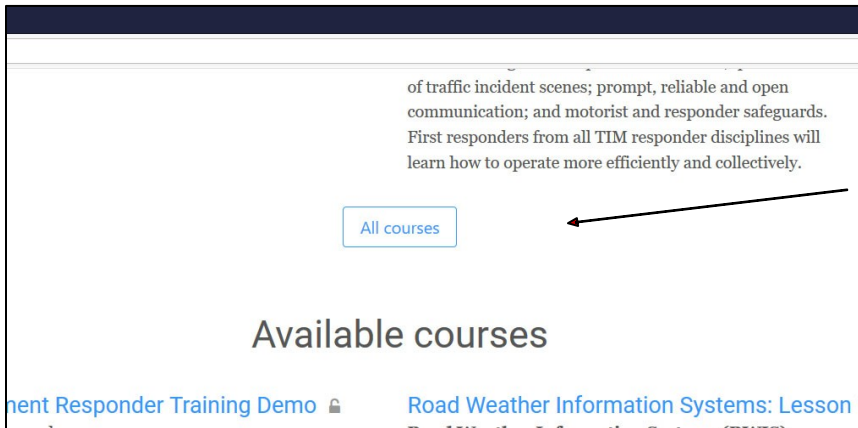 of traffic incident scenes; prompt, reliable and open
communication; and motorist and responder safeguards.
First responders from all TIM responder disciplines will
learn how to operate more efficiently and collectively.
All courses
Available courses
Responder Training Demo
Road Weather Information Systems: Lesson